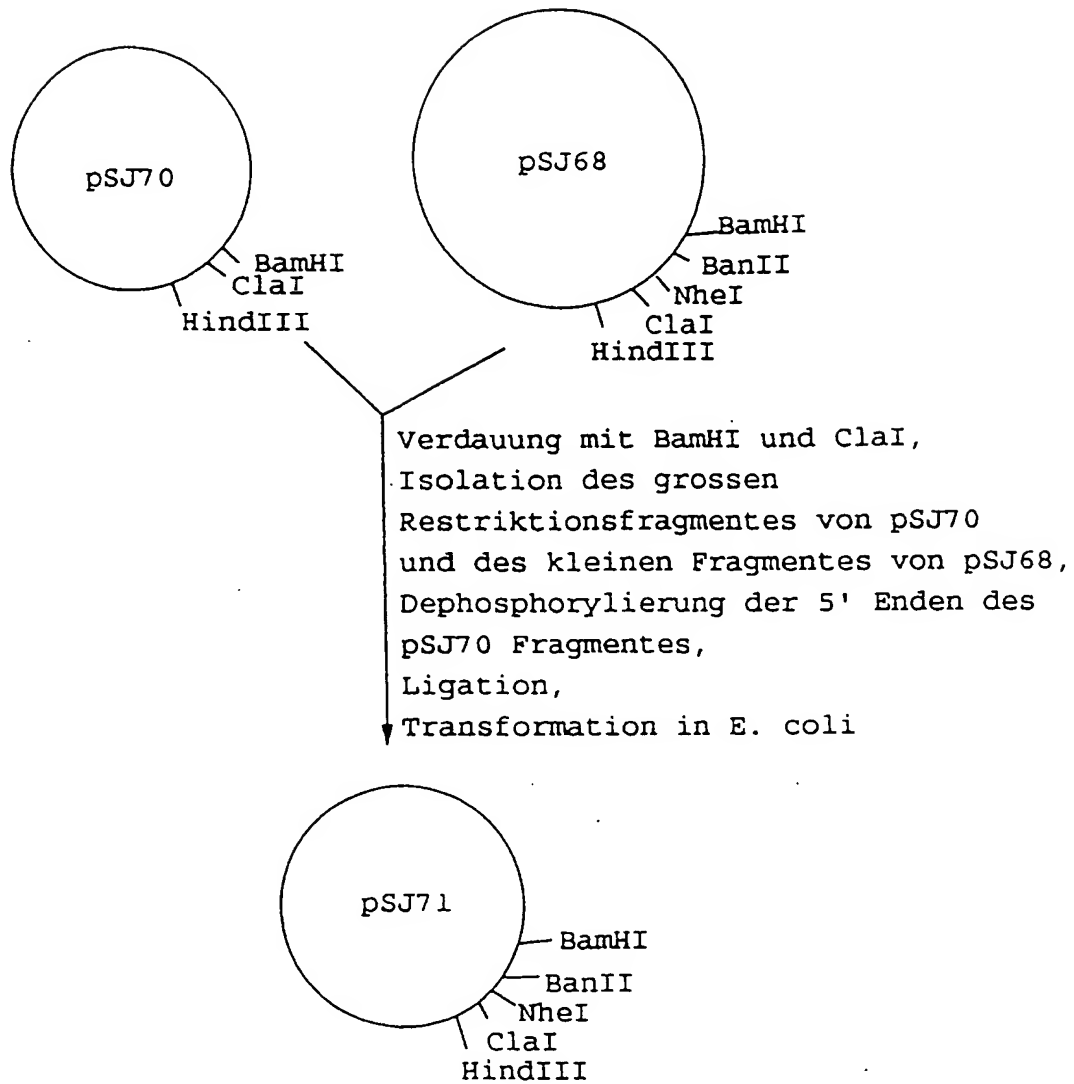 pSJ70
BamHI
ClaI
HindIII
pSJ68
BamHI
BanII
NheI
ClaI
HindIII
Verdauung mit BamHI und ClaI,
Isolation des grossen
Restriktionsfragmentes von pSJ70
und des kleinen Fragmentes von pSJ68,
Dephosphorylierung der 5' Enden des
pSJ70 Fragmentes,
Ligation,
Transformation in E. coli
pSJ71
BamHI
BanII
NheI
ClaI
HindIII